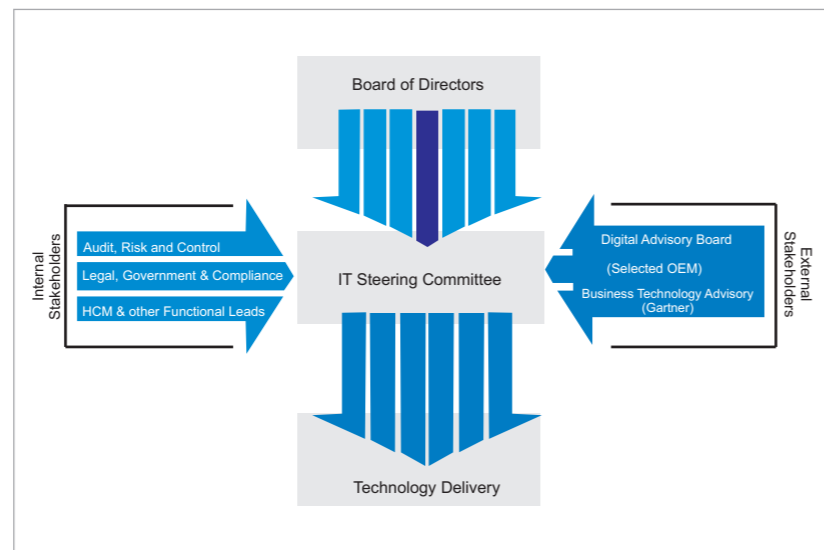 Board of Directors
Internal
Stakeholders
Audit, Risk and Control
Legal, Government & Compliance
HCM & other Functional Leads
IT Steering Committee
Digital Advisory Board
(Selected OEM)
Business Technology Advisory
(Gartner)
External
Stakeholders
Technology Delivery